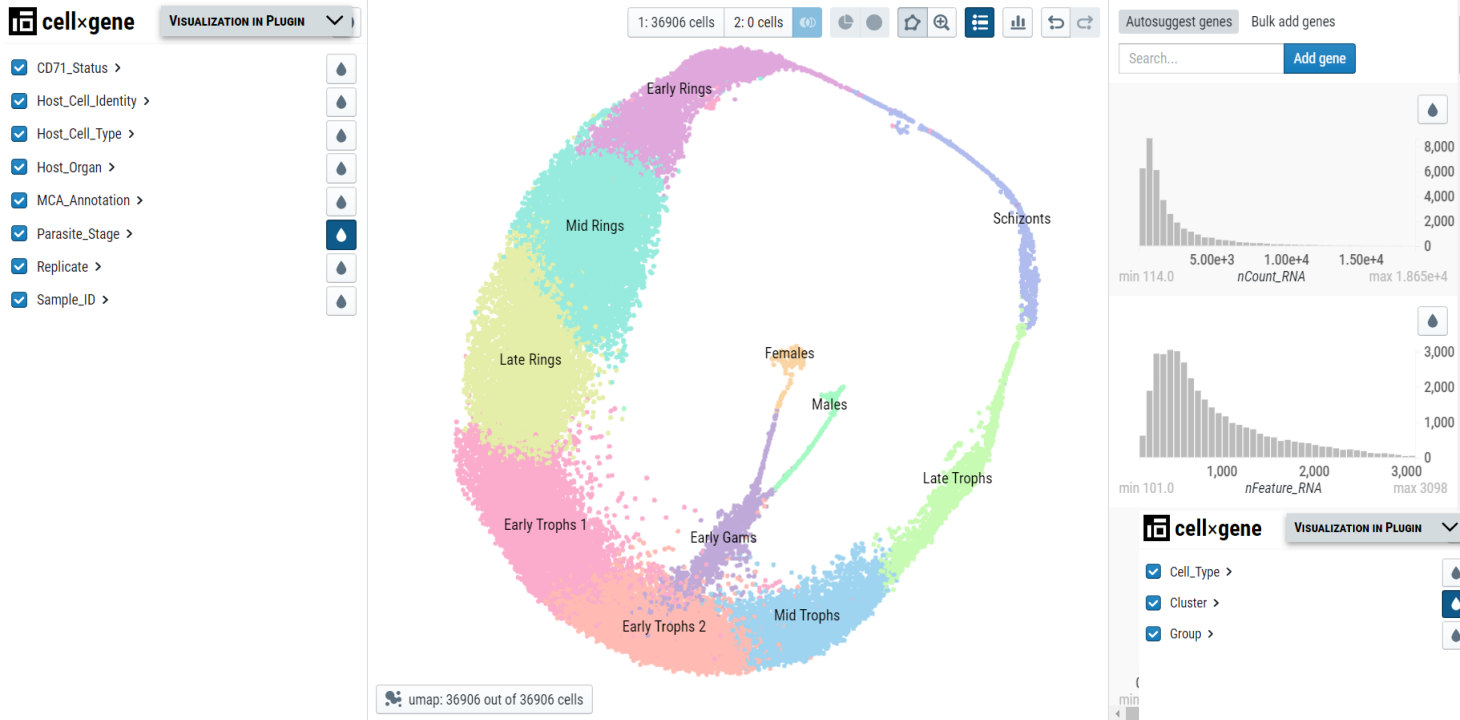 cell×gene
VISUALIZATION IN PLUGIN
CD71_Status
Host_Cell_Identity
Host_Cell_Type
Host_Organ
MCA_Annotation
Parasite_Stage
Replicate
Sample_ID
1: 36906 cells
2: 0 cells
Early Rings
Mid Rings
Schizonts
Late Rings
Females
Males
Late Trophs
Early Trophs 1
Early Gams
Mid Trophs
Early Trophs 2
umap: 36906 out of 36906 cells
Autosuggest genes
Bulk add genes
Search...
Add gene
8,000
6,000
4,000
2,000
0
5.00e+3 1.00e+4 1.50e+4
min 114.0 nCount_RNA max 1.865e+4
3,000
2,000
1,000
0
1,000 2,000 3,000
min 101.0 nFeature_RNA max 3098
cell×gene
VISUALIZATION IN PLUGIN
Cell_Type
Cluster
Group
min